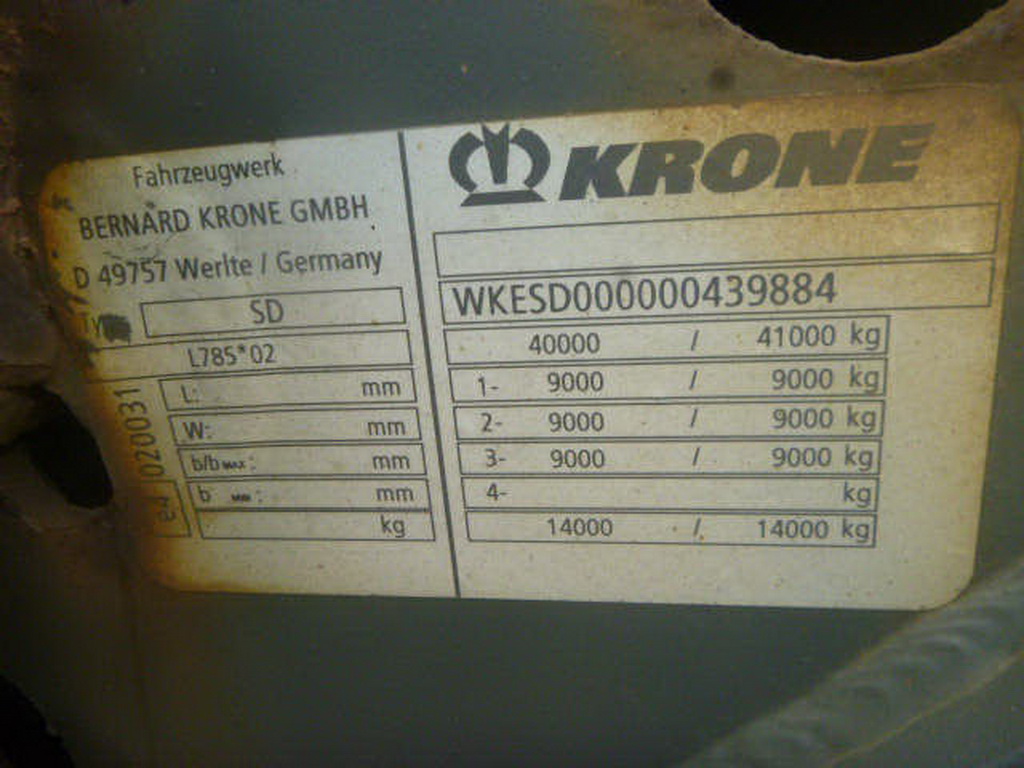 Fahrzeugwerk
BERNARD KRONE GMBH
D 49757 Werlte / Germany
SD
L785*02
L: mm
W: mm
b/b MAX: mm
b MIN: mm
kg
e4 020031
KRONE
WKESD000000439884
40000 / 41000 kg
1- 9000 / 9000 kg
2- 9000 / 9000 kg
3- 9000 / 9000 kg
4- kg
14000 / 14000 kg